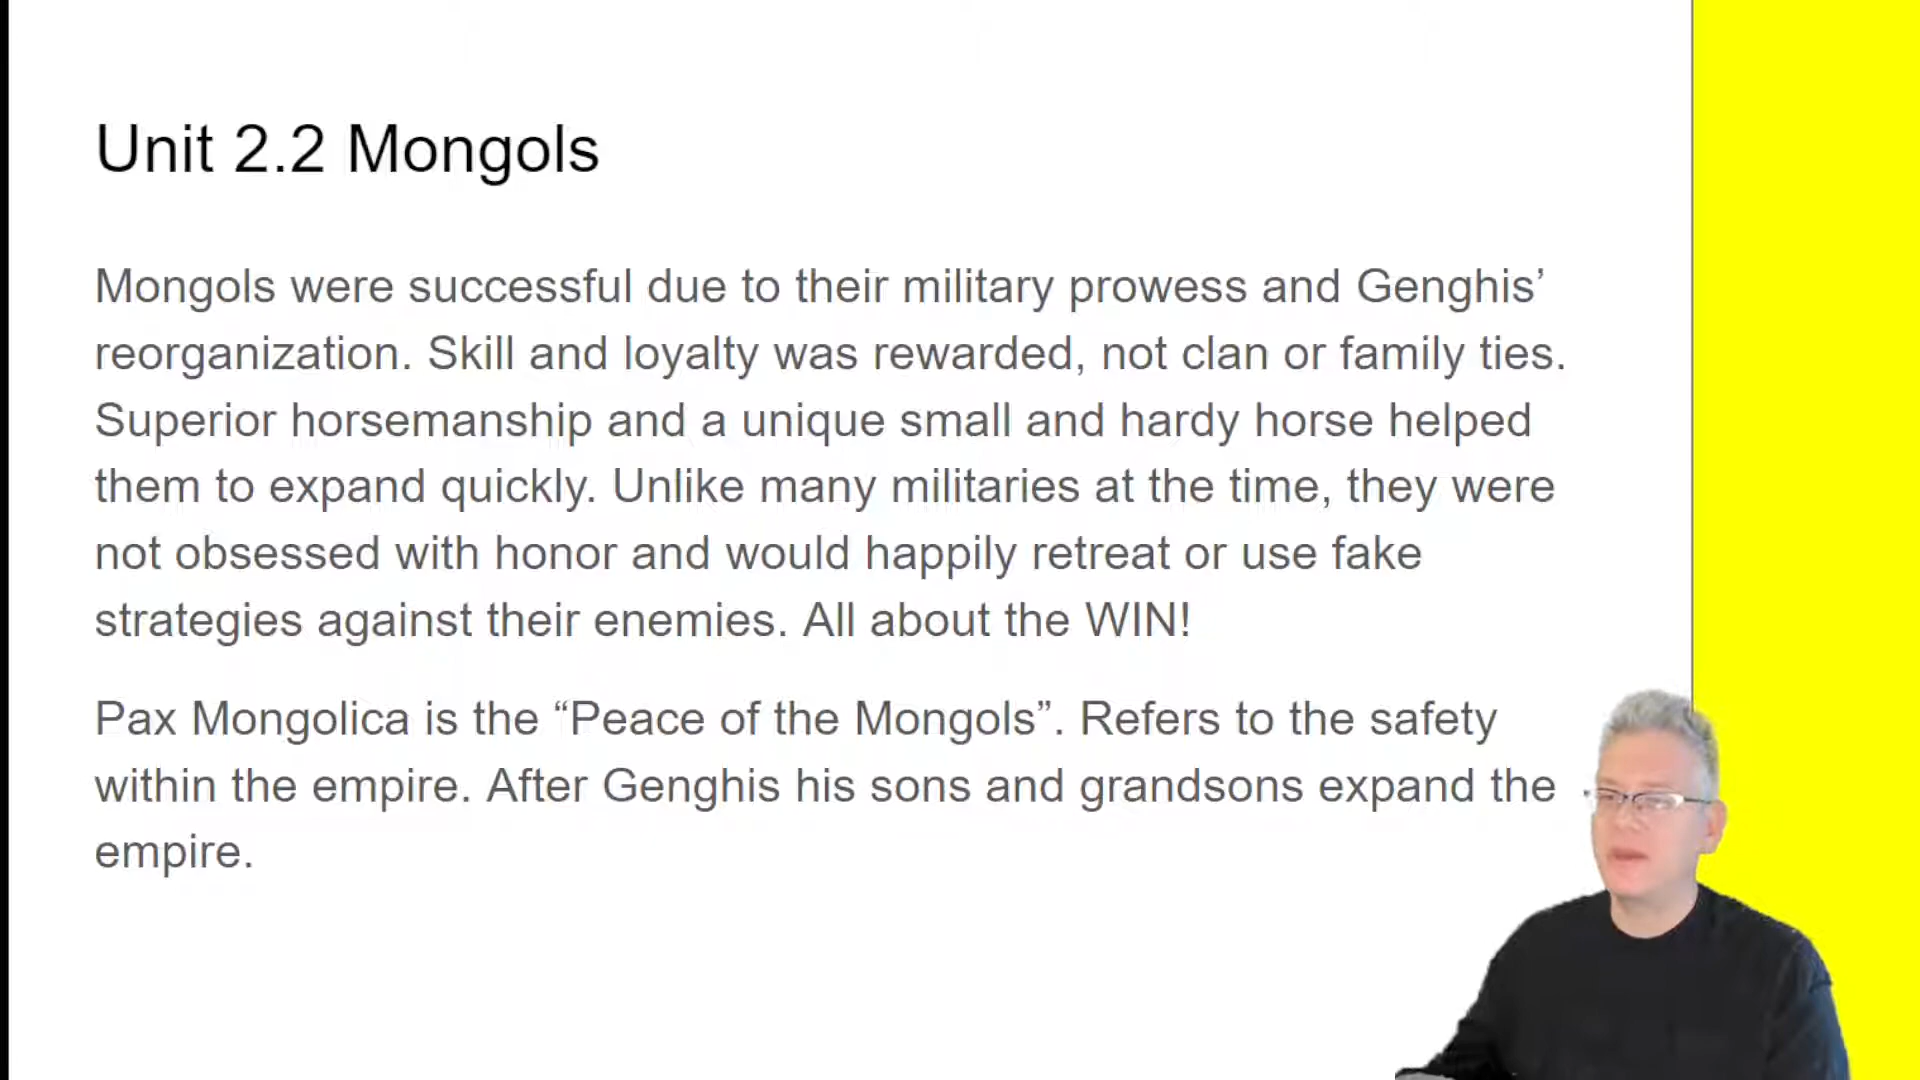 Unit 2.2 Mongols
Mongols were successful due to their military prowess and Genghis’
reorganization. Skill and loyalty was rewarded, not clan or family ties.
Superior horsemanship and a unique small and hardy horse helped
them to expand quickly. Unlike many militaries at the time, they were
not obsessed with honor and would happily retreat or use fake
strategies against their enemies. All about the WIN!
Pax Mongolica is the “Peace of the Mongols”. Refers to the safety
within the empire. After Genghis his sons and grandsons expand the
empire.